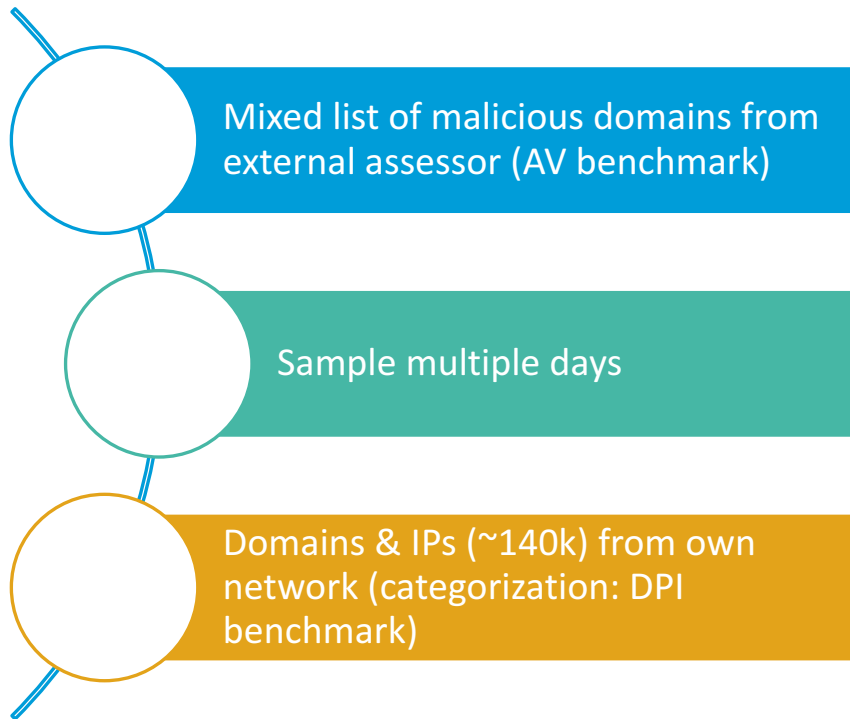 Mixed list of malicious domains from
external assessor (AV benchmark)
Sample multiple days
Domains & IPs (~140k) from own
network (categorization: DPI
benchmark)